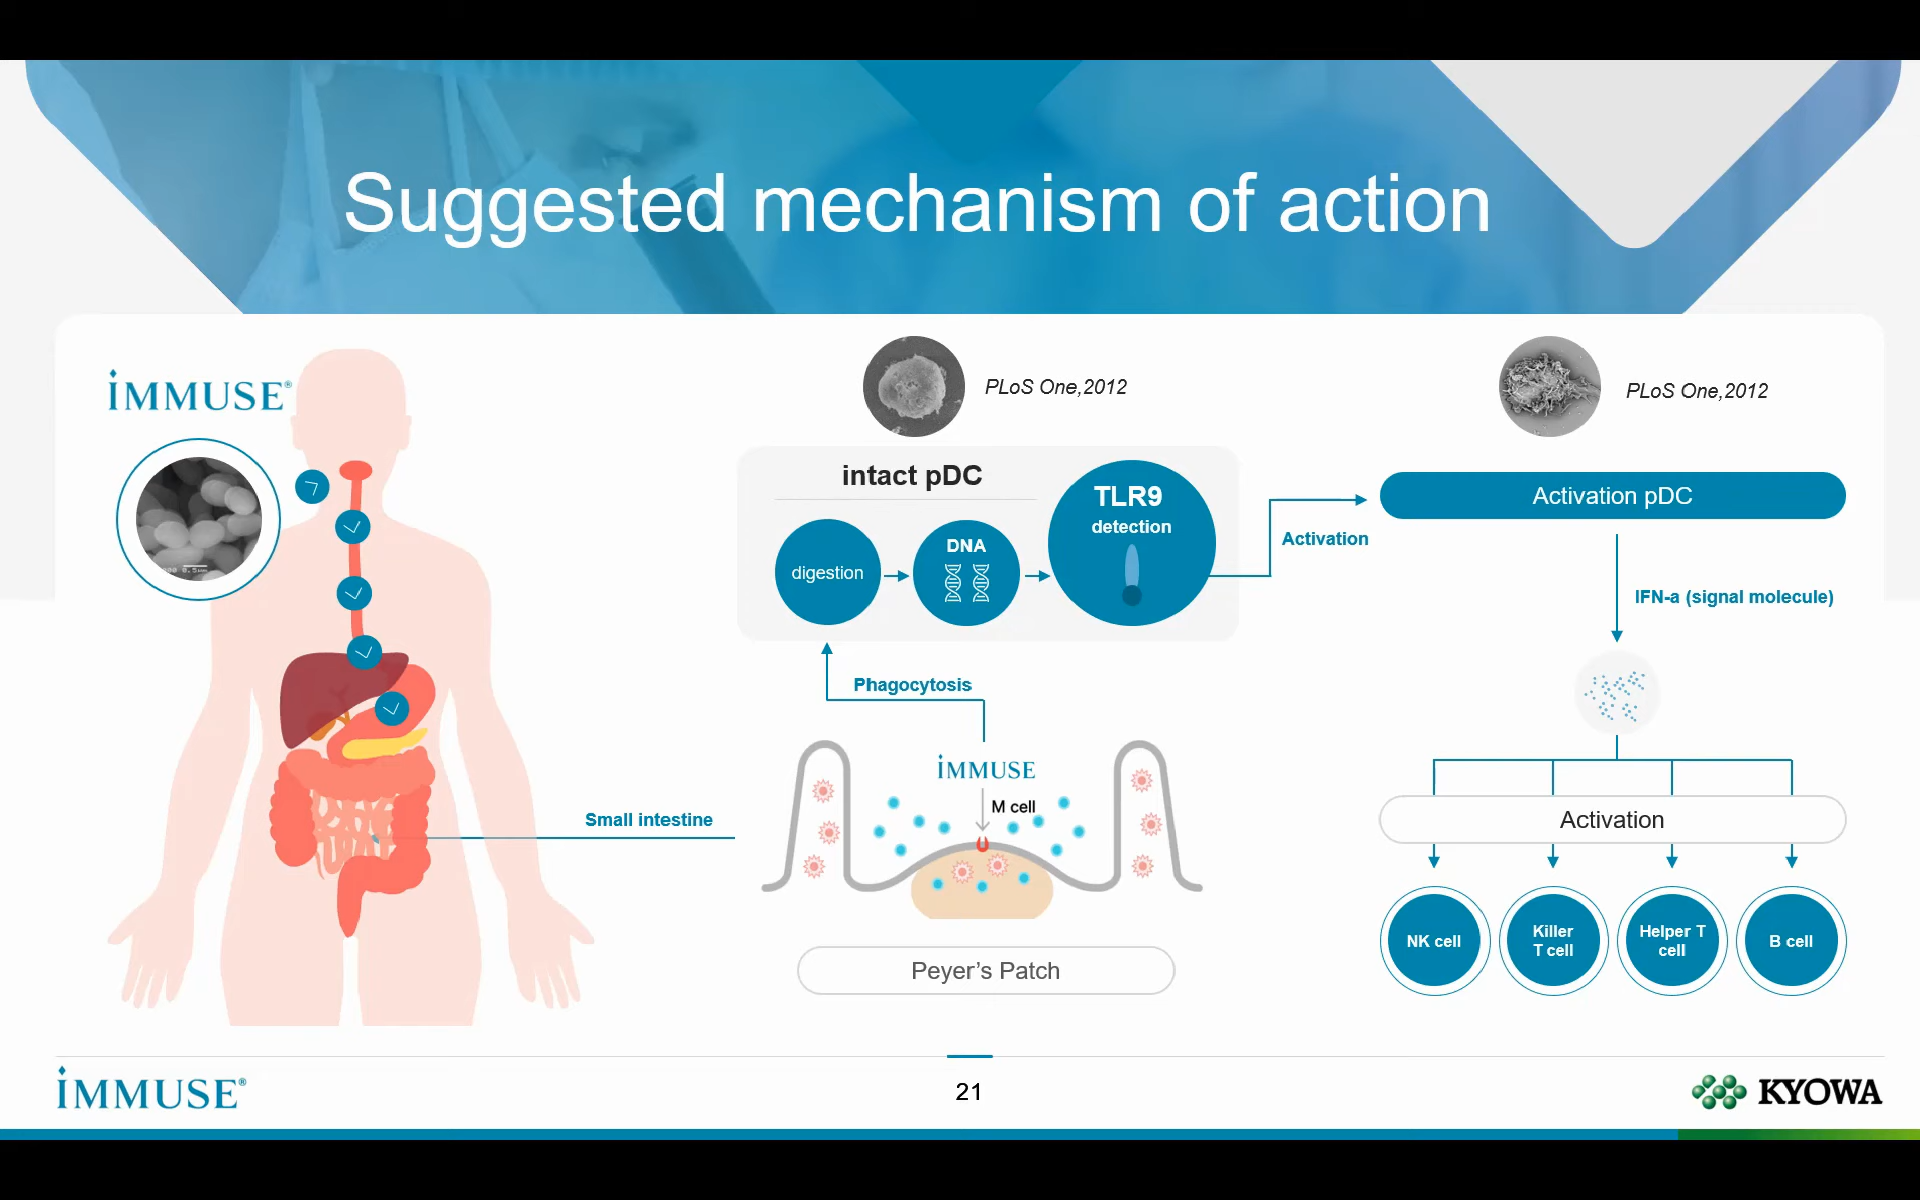 Suggested mechanism of action
iMMUSE®
PLoS One,2012
PLoS One,2012
intact pDC
digestion
DNA
TLR9
detection
Activation
Activation pDC
IFN-a (signal molecule)
Phagocytosis
iMMUSE
M cell
Small intestine
Peyer's Patch
Activation
NK cell
Killer
T cell
Helper T
cell
B cell
iMMUSE®
21
KYOWA